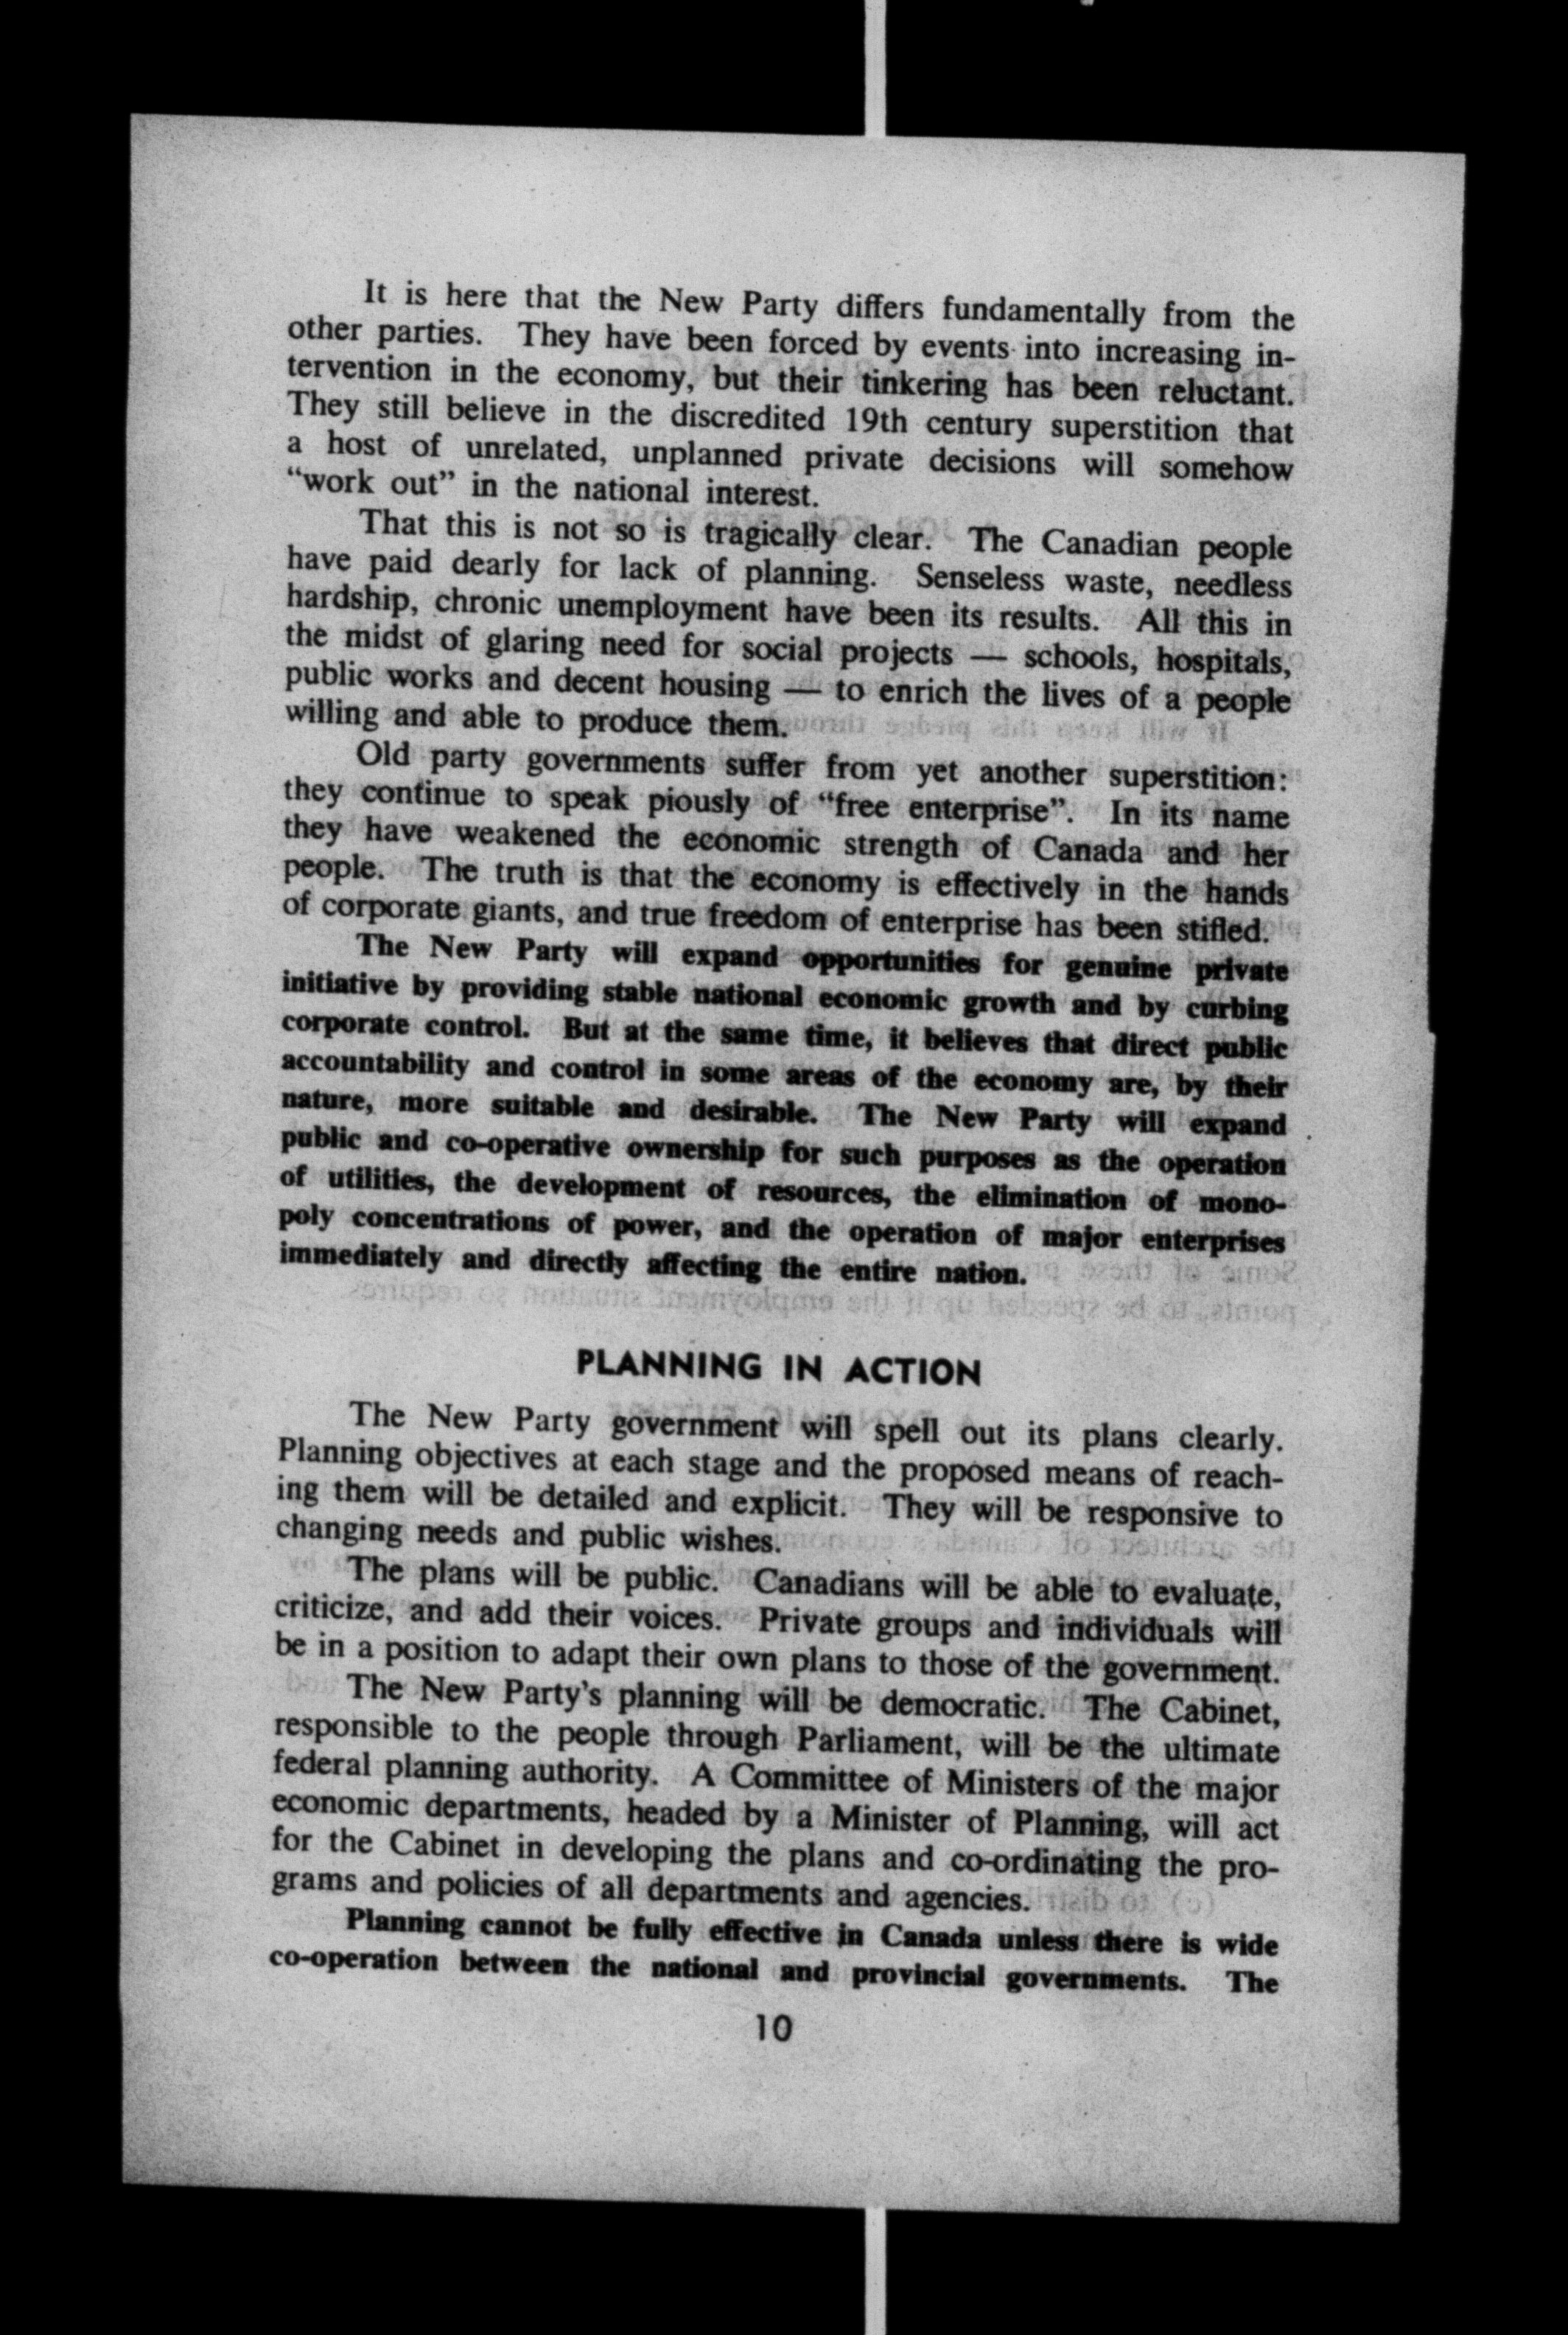 It is here that the New Party differs fundamentally from the
other parties. They have been forced by events into increasing in-
tervention in the economy, but their tinkering has been reluctant.
They still believe in the discredited 19th century superstition that
a host of unrelated, unplanned private decisions will somehow
“work out” in the national interest.
That this is not so is tragically clear. The Canadian people
have paid dearly for lack of planning. Senseless waste, needless
hardship, chronic unemployment have been its results. All this in
the midst of glaring need for social projects — schools, hospitals,
public works and decent housing — to enrich the lives of a people
willing and able to produce them.
Old party governments suffer from yet another superstition:
they continue to speak piously of “free enterprise”. In its name
they have weakened the economic strength of Canada and her
people. The truth is that the economy is effectively in the hands
of corporate giants, and true freedom of enterprise has been stifled.
The New Party will expand opportunities for genuine private
initiative by providing stable national economic growth and by curbing
corporate control. But at the same time, it believes that direct public
accountability and control in some areas of the economy are, by their
nature, more suitable and desirable. The New Party will expand
public and co-operative ownership for such purposes as the operation
of utilities, the development of resources, the elimination of mono-
poly concentrations of power, and the operation of major enterprises
immediately and directly affecting the entire nation.
PLANNING IN ACTION
The New Party government will spell out its plans clearly.
Planning objectives at each stage and the proposed means of reach-
ing them will be detailed and explicit. They will be responsive to
changing needs and public wishes.
The plans will be public. Canadians will be able to evaluate,
criticize, and add their voices. Private groups and individuals will
be in a position to adapt their own plans to those of the government.
The New Party’s planning will be democratic. The Cabinet,
responsible to the people through Parliament, will be the ultimate
federal planning authority. A Committee of Ministers of the major
economic departments, headed by a Minister of Planning, will act
for the Cabinet in developing the plans and co-ordinating the pro-
grams and policies of all departments and agencies.
Planning cannot be fully effective in Canada unless there is wide
co-operation between the national and provincial governments. The
10